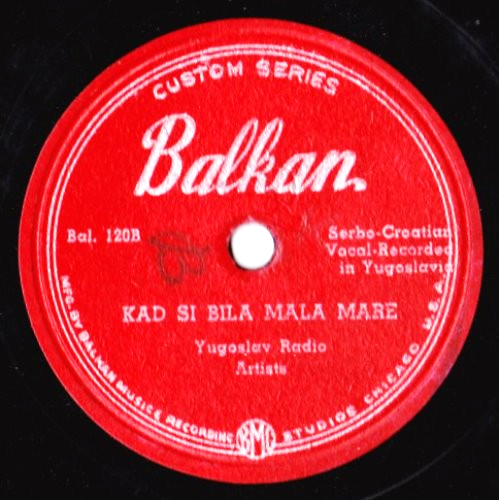 CUSTOM SERIES
Balkan
Bal. 120B
Serbo-Croatian
Vocal-Recorded
in Yugoslavia
KAD SI BILA MALA MARE
Yugoslav Radio
Artists
MFG. BY BALKAN MUSIC RECORDING BMC STUDIOS CHICAGO, U.S.A.